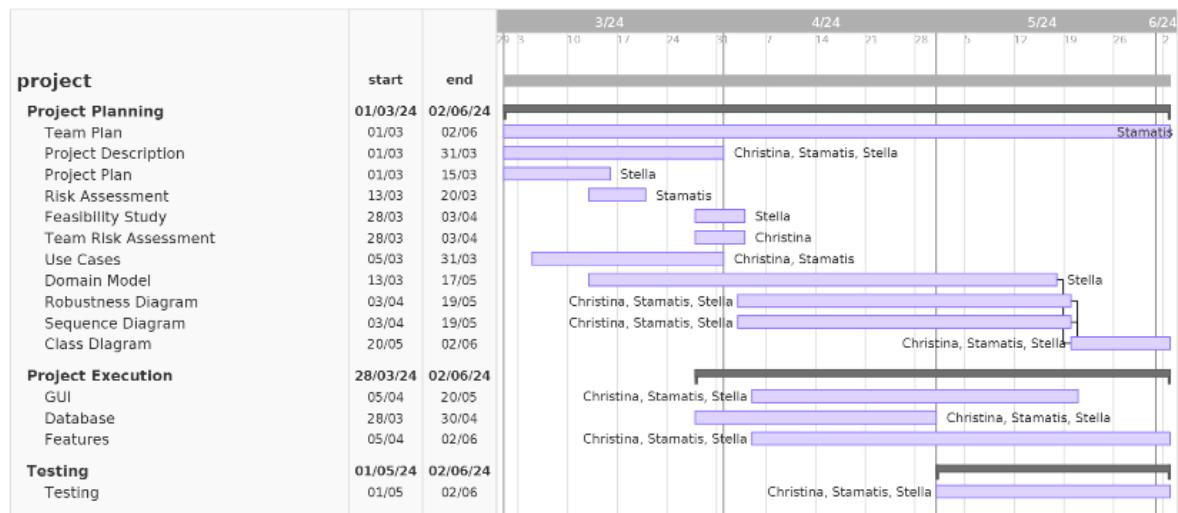 3/24 4/24 5/24 6/24
29 3 10 17 24 31 7 14 21 28 5 12 19 26 2
project start end
Project Planning 01/03/24 02/06/24
Team Plan 01/03 02/06 Stamatis
Project Description 01/03 31/03 Christina, Stamatis, Stella
Project Plan 01/03 15/03 Stella
Risk Assessment 13/03 20/03 Stamatis
Feasibility Study 28/03 03/04 Stella
Team Risk Assessment 28/03 03/04 Christina
Use Cases 05/03 31/03 Christina, Stamatis
Domain Model 13/03 17/05 Stella
Robustness Diagram 03/04 19/05 Christina, Stamatis, Stella
Sequence Diagram 03/04 19/05 Christina, Stamatis, Stella
Class Diagram 20/05 02/06 Christina, Stamatis, Stella
Project Execution 28/03/24 02/06/24
GUI 05/04 20/05 Christina, Stamatis, Stella
Database 28/03 30/04 Christina, Stamatis, Stella
Features 05/04 02/06 Christina, Stamatis, Stella
Testing 01/05/24 02/06/24
Testing 01/05 02/06 Christina, Stamatis, Stella